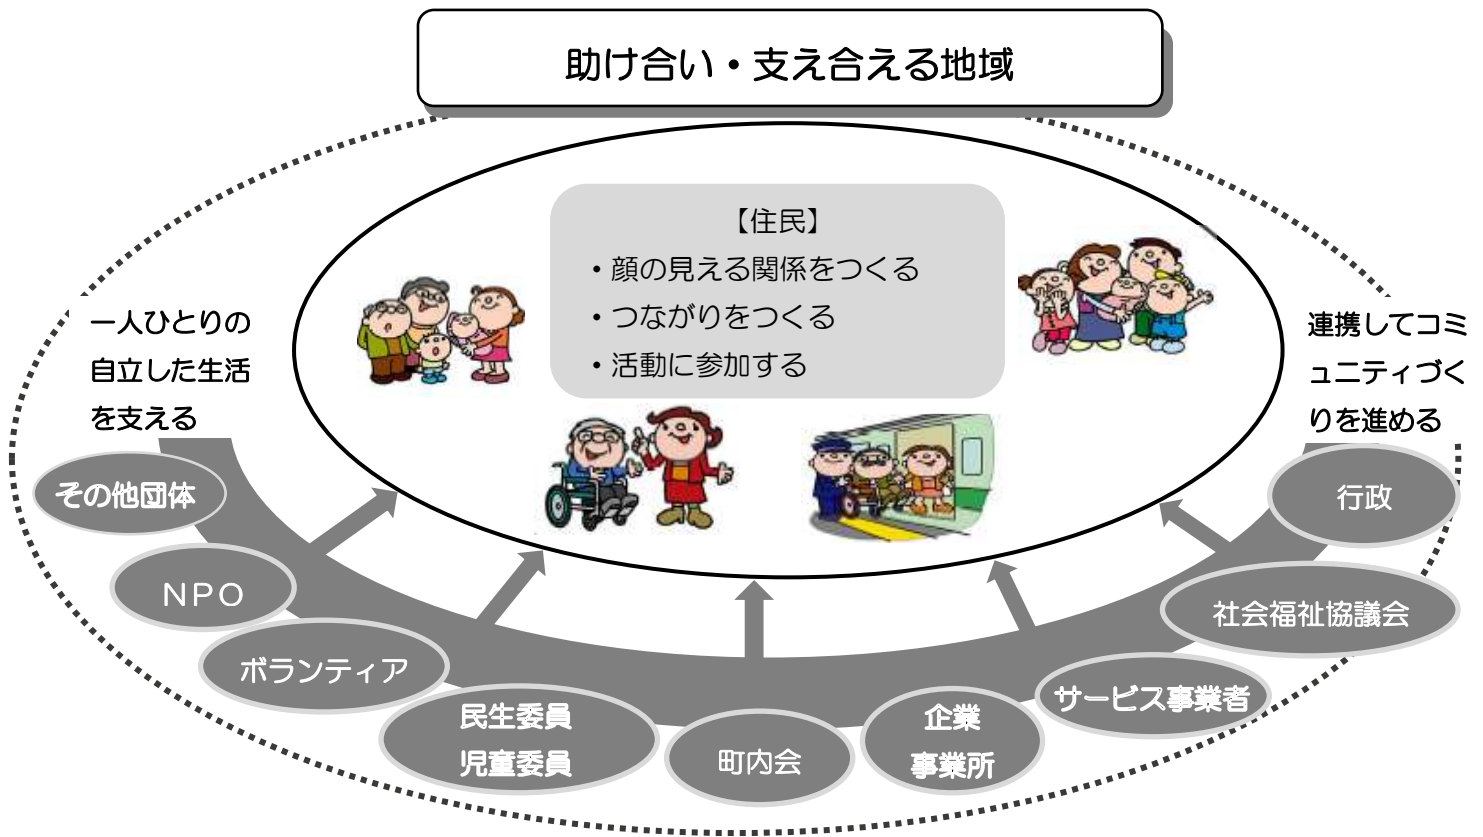 助け合い・支え合える地域
【住民】
・顔の見える関係をつくる
・つながりをつくる
・活動に参加する
一人ひとりの
自立した生活
を支える
連携してコミ
ュニティづく
りを進める
その他団体
NPO
ボランティア
民生委員
児童委員
町内会
企業
事業所
サービス事業者
社会福祉協議会
行政